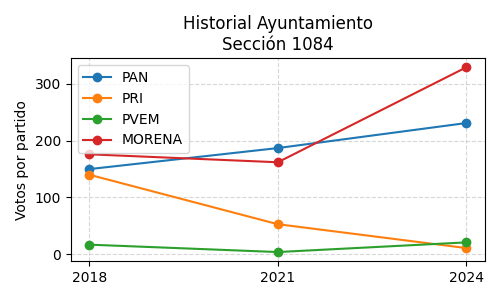 Historial Ayuntamiento
Sección 1084
Votos por partido
300
200
100
0
PAN
PRI
PVEM
MORENA
2018
2021
2024